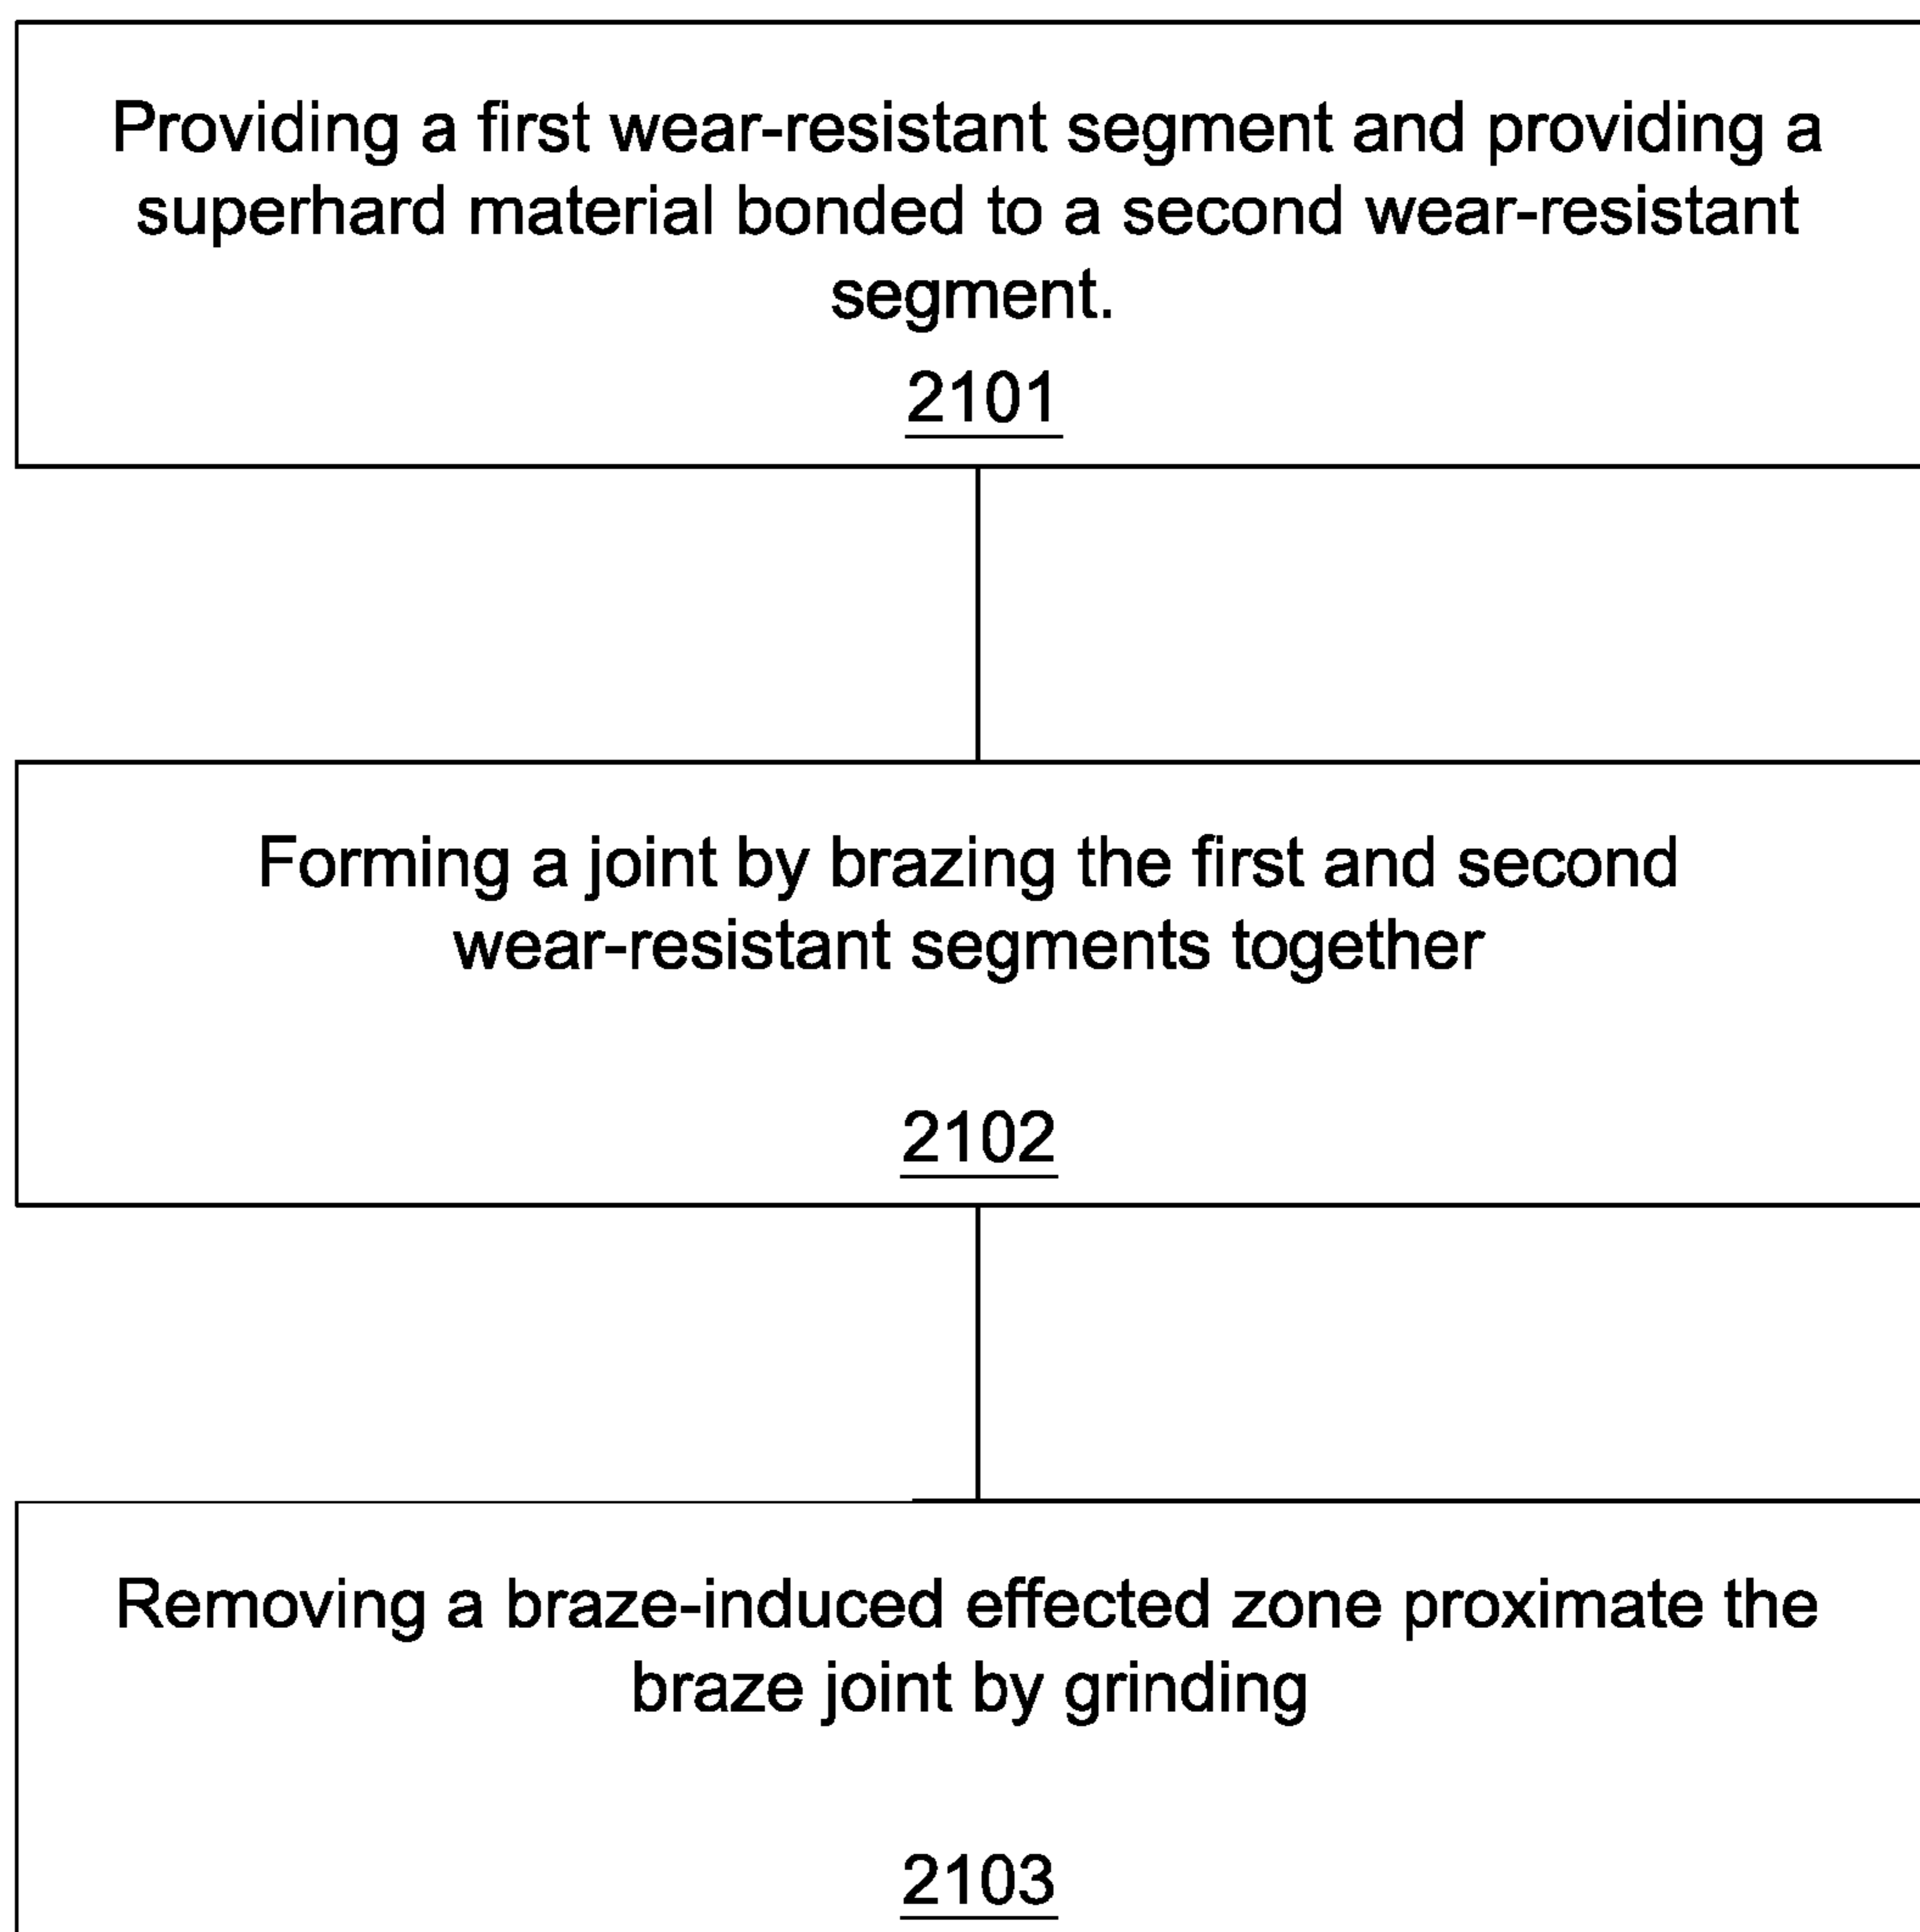 Providing a first wear-resistant segment and providing a
superhard material bonded to a second wear-resistant
segment.
2101
Forming a joint by brazing the first and second
wear-resistant segments together
2102
Removing a braze-induced effected zone proximate the
braze joint by grinding
2103